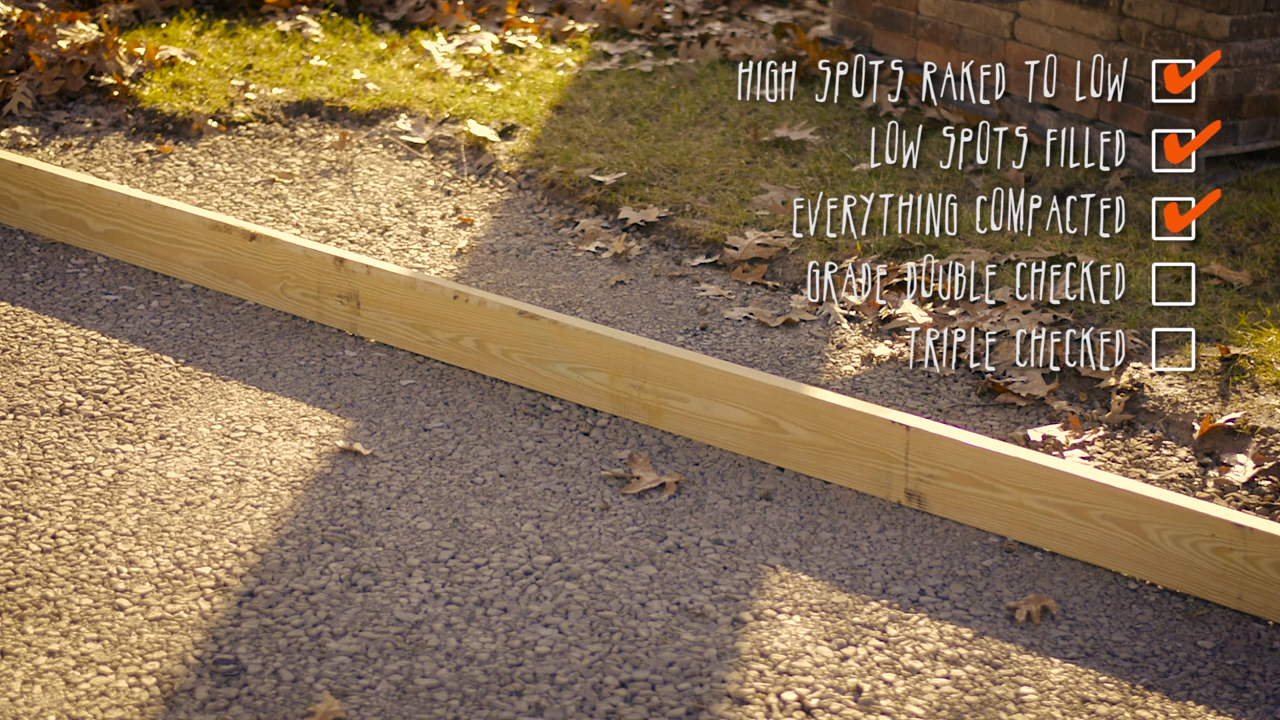 HIGH SPOTS RAKED TO LOW
LOW SPOTS FILLED
EVERYTHING COMPACTED
GRADE DOUBLE CHECKED
TRIPLE CHECKED